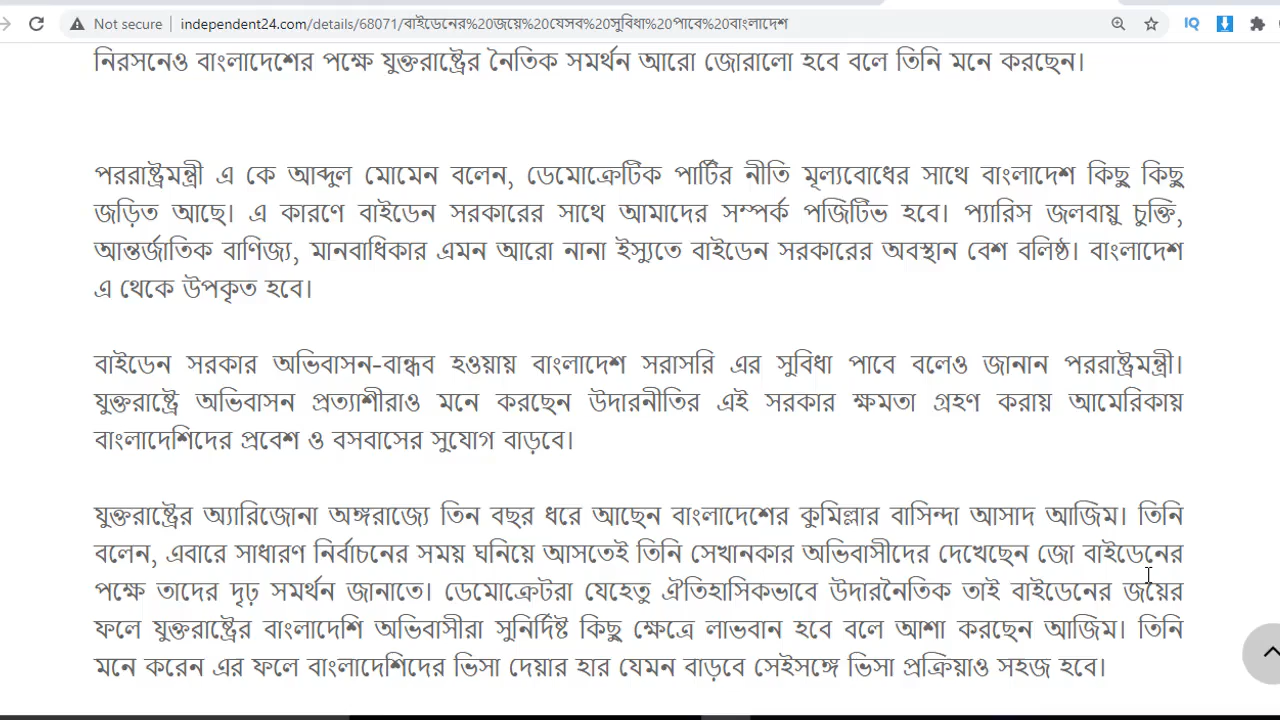 Not secure independent24.com/details/68071/বাইডেনের%20জয়ে%20যেসব%20সুবিধা%20পাবে%20বাংলাদেশ IQ
নিরসনেও বাংলাদেশের পক্ষে যুক্তরাষ্ট্রের নৈতিক সমর্থন আরো জোরালো হবে বলে তিনি মনে করছেন।
পররাষ্ট্রমন্ত্রী এ কে আব্দুল মোমেন বলেন, ডেমোক্রেটিক পার্টির নীতি মূল্যবোধের সাথে বাংলাদেশ কিছু কিছু
জড়িত আছে। এ কারণে বাইডেন সরকারের সাথে আমাদের সম্পর্ক পজিটিভ হবে। প্যারিস জলবায়ু চুক্তি,
আন্তর্জাতিক বাণিজ্য, মানবাধিকার এমন আরো নানা ইস্যুতে বাইডেন সরকারের অবস্থান বেশ বলিষ্ঠ। বাংলাদেশ
এ থেকে উপকৃত হবে।
বাইডেন সরকার অভিবাসন-বান্ধব হওয়ায় বাংলাদেশ সরাসরি এর সুবিধা পাবে বলেও জানান পররাষ্ট্রমন্ত্রী।
যুক্তরাষ্ট্রে অভিবাসন প্রত্যাশীরাও মনে করছেন উদারনীতির এই সরকার ক্ষমতা গ্রহণ করায় আমেরিকায়
বাংলাদেশিদের প্রবেশ ও বসবাসের সুযোগ বাড়বে।
যুক্তরাষ্ট্রের অ্যারিজোনা অঙ্গরাজ্যে তিন বছর ধরে আছেন বাংলাদেশের কুমিল্লার বাসিন্দা আসাদ আজিম। তিনি
বলেন, এবারে সাধারণ নির্বাচনের সময় ঘনিয়ে আসতেই তিনি সেখানকার অভিবাসীদের দেখেছেন জো বাইডেনের
পক্ষে তাদের দৃঢ় সমর্থন জানাতে। ডেমোক্রেটরা যেহেতু ঐতিহাসিকভাবে উদারনৈতিক তাই বাইডেনের জয়ের
ফলে যুক্তরাষ্ট্রের বাংলাদেশি অভিবাসীরা সুনির্দিষ্ট কিছু ক্ষেত্রে লাভবান হবে বলে আশা করছেন আজিম। তিনি
মনে করেন এর ফলে বাংলাদেশিদের ভিসা দেয়ার হার যেমন বাড়বে সেইসঙ্গে ভিসা প্রক্রিয়াও সহজ হবে।